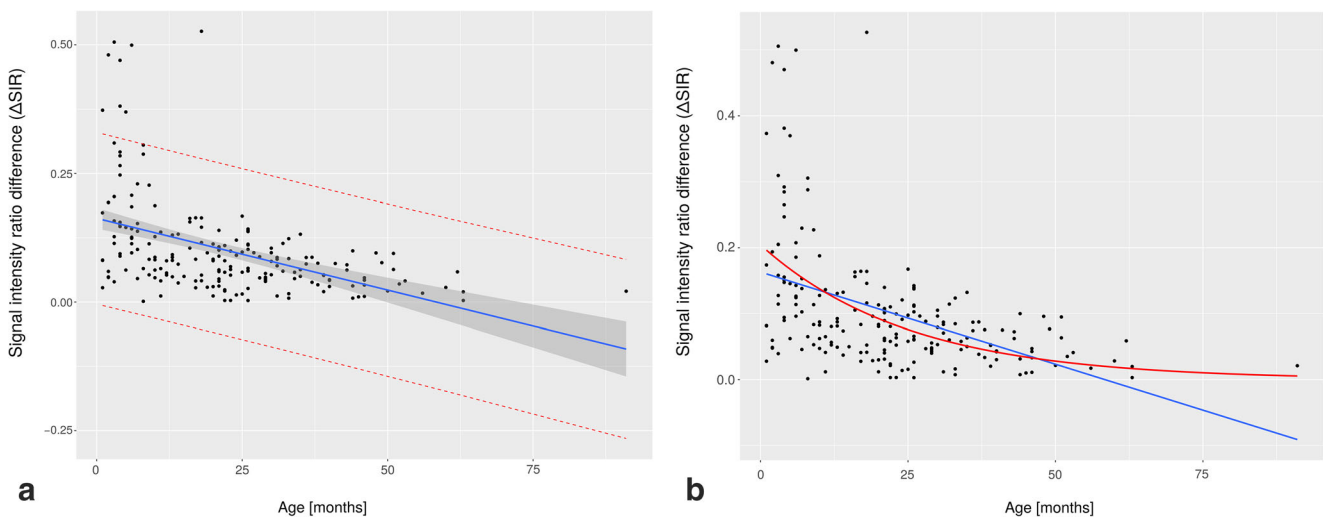 Signal intensity ratio difference (ΔSIR)
0.50
0.25
0.00
−0.25
0
25
50
75
Age [months]
a
Signal intensity ratio difference (ΔSIR)
0.4
0.2
0.0
0
25
50
75
Age [months]
b